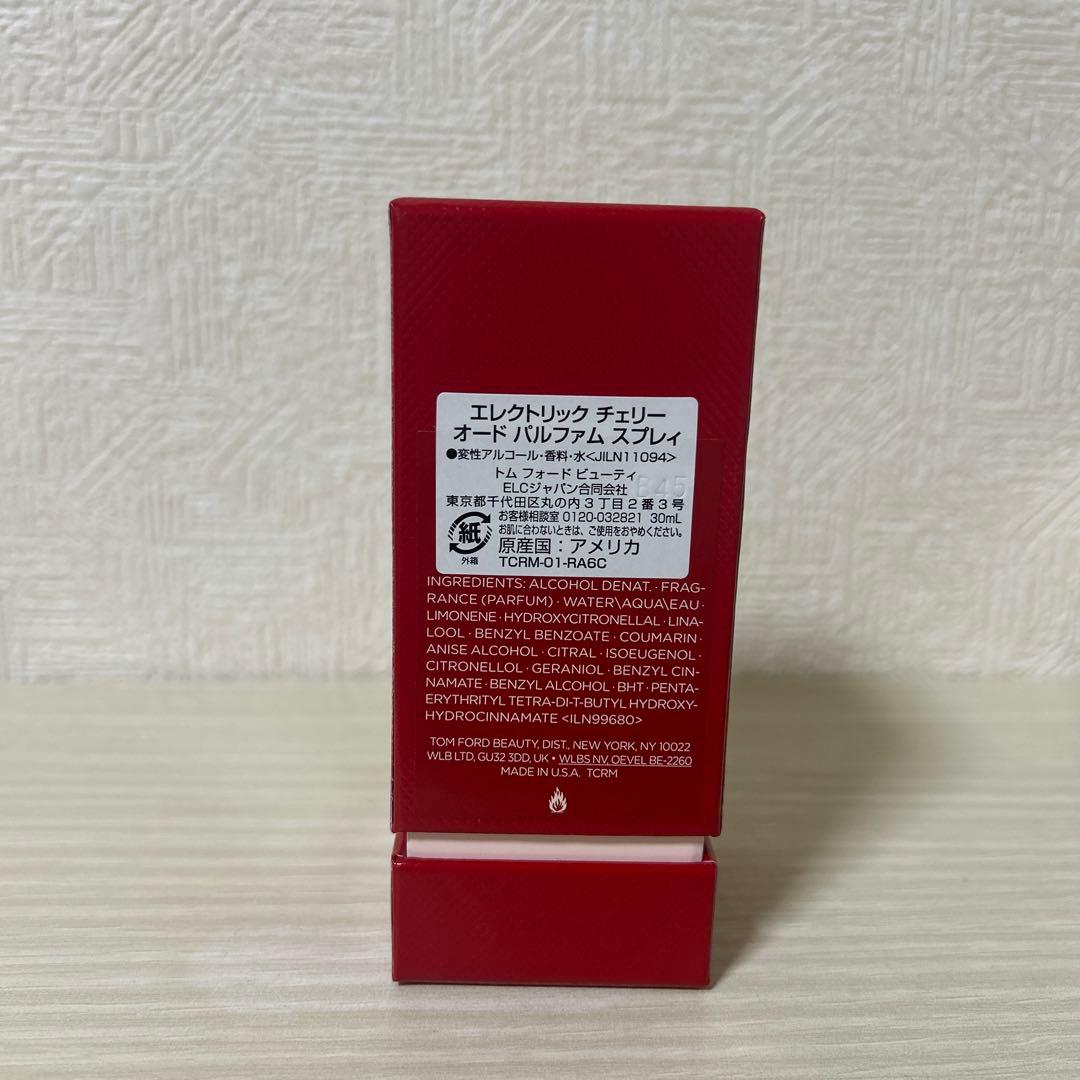 エレクトリック チェリー
オード パルファム スプレィ
●変性アルコール・香料・水<JILN11094>
トム フォード ビューティ
ELCジャパン合同会社
B45
東京都千代田区丸の内3丁目2番3号
お客様相談室 0120-032821 30mL
お肌に合わないときは、ご使用をおやめください。
紙
外箱
原産国:アメリカ
TCRM-01-RA6C
INGREDIENTS: ALCOHOL DENAT. · FRAG-
RANCE (PARFUM) · WATER\AQUA\EAU ·
LIMONENE · HYDROXYCITRONELLAL · LINA-
LOOL · BENZYL BENZOATE · COUMARIN ·
ANISE ALCOHOL · CITRAL · ISOEUGENOL ·
CITRONELLOL · GERANIOL · BENZYL CIN-
NAMATE · BENZYL ALCOHOL · BHT · PENTA-
ERYTHRITYL TETRA-DI-T-BUTYL HYDROXY-
HYDROCINNAMATE <ILN99680>
TOM FORD BEAUTY, DIST., NEW YORK, NY 10022
WLB LTD, GU32 3DD, UK • WLBS NV, OEVEL BE-2260
MADE IN U.S.A. TCRM